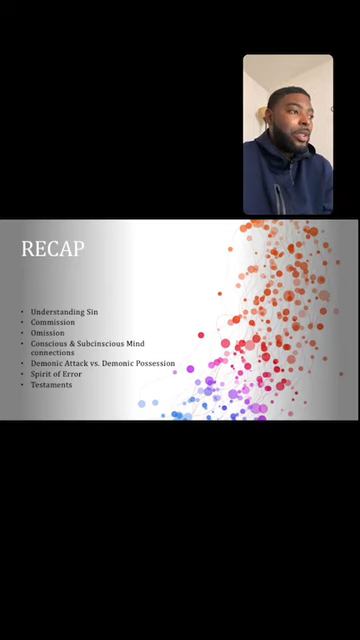 RECAP
• Understanding Sin
• Commission
• Omission
• Conscious & Subcinscious Mind
connections
• Demonic Attack vs. Demonic Possession
• Spirit of Error
• Testaments